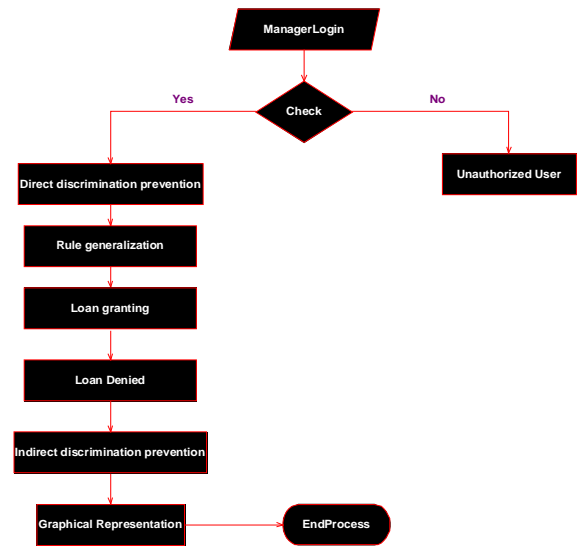 ManagerLogin
Check
Yes
No
Direct discrimination prevention
Unauthorized User
Rule generalization
Loan granting
Loan Denied
Indirect discrimination prevention
Graphical Representation
EndProcess